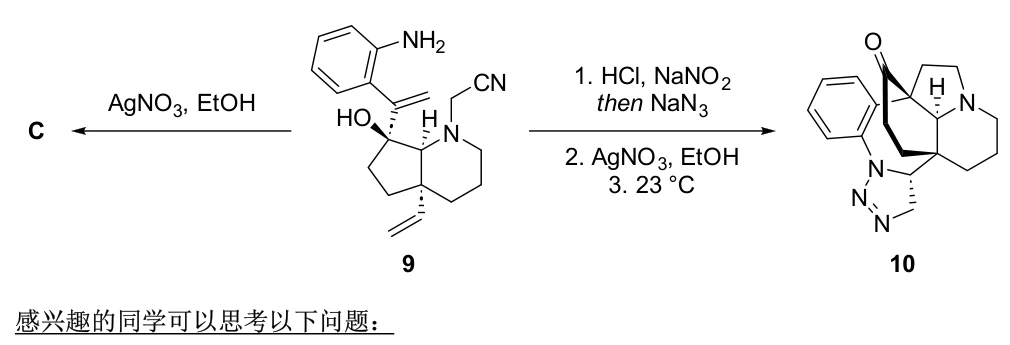 O
NH₂
CN
1. HCl, NaNO₂
H
AgNO₃, EtOH
HO
H
N
then NaN₃
N
C
2. AgNO₃, EtOH
3. 23 °C
N
N
N
9
10
感兴趣的同学可以思考以下问题：